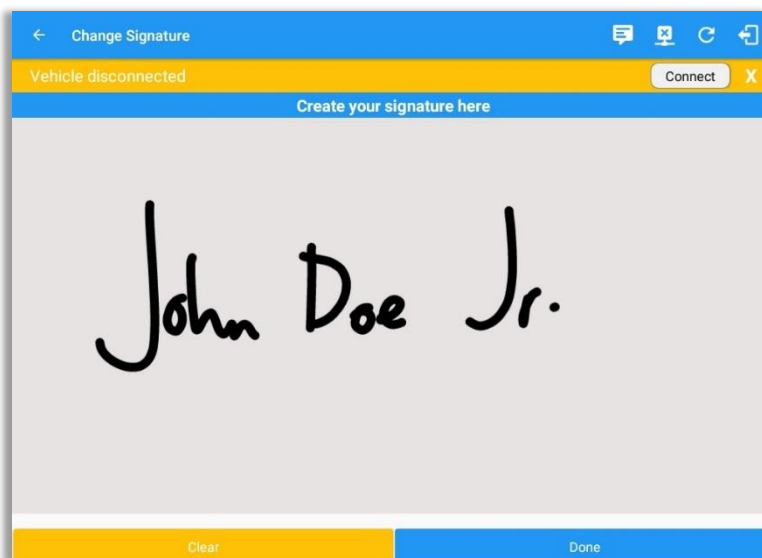 Change Signature
Vehicle disconnected Connect X
Create your signature here
John Doe Jr.
Clear Done